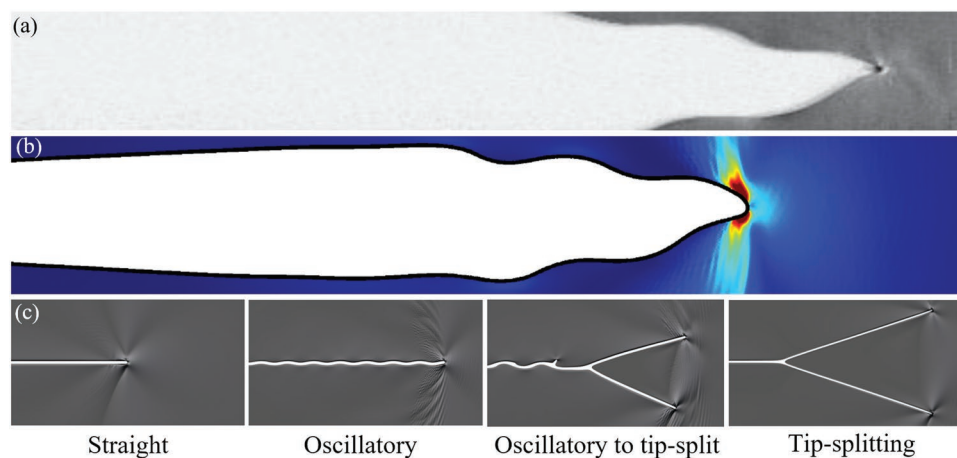 (a)
(b)
(c)
Straight
Oscillatory
Oscillatory to tip-split
Tip-splitting